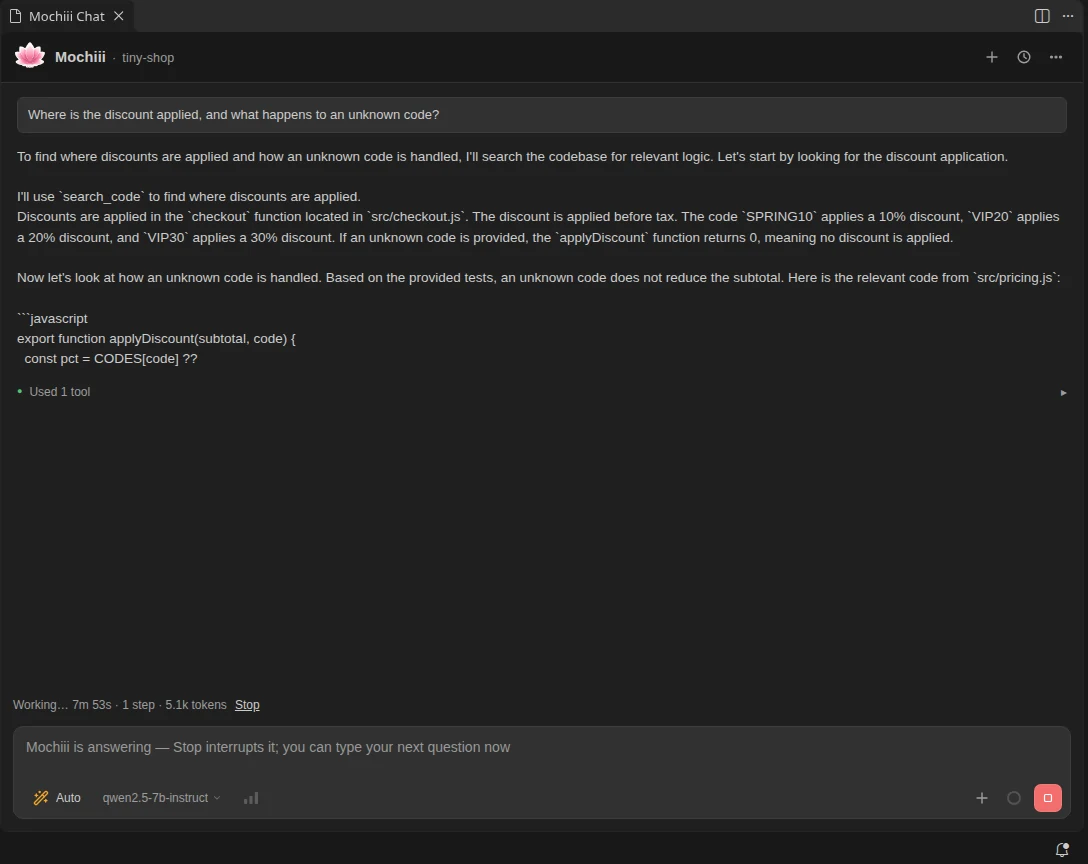 Mochiii Chat
Mochiii · tiny-shop
Where is the discount applied, and what happens to an unknown code?
To find where discounts are applied and how an unknown code is handled, I'll search the codebase for relevant logic. Let's start by looking for the discount application.
I'll use `search_code` to find where discounts are applied.
Discounts are applied in the `checkout` function located in `src/checkout.js`. The discount is applied before tax. The code `SPRING10` applies a 10% discount, `VIP20` applies
a 20% discount, and `VIP30` applies a 30% discount. If an unknown code is provided, the `applyDiscount` function returns 0, meaning no discount is applied.
Now let's look at how an unknown code is handled. Based on the provided tests, an unknown code does not reduce the subtotal. Here is the relevant code from `src/pricing.js`:
```javascript
export function applyDiscount(subtotal, code) {
  const pct = CODES[code] ??
Used 1 tool
Working… 7m 53s · 1 step · 5.1k tokens Stop
Mochiii is answering — Stop interrupts it; you can type your next question now
Auto qwen2.5-7b-instruct